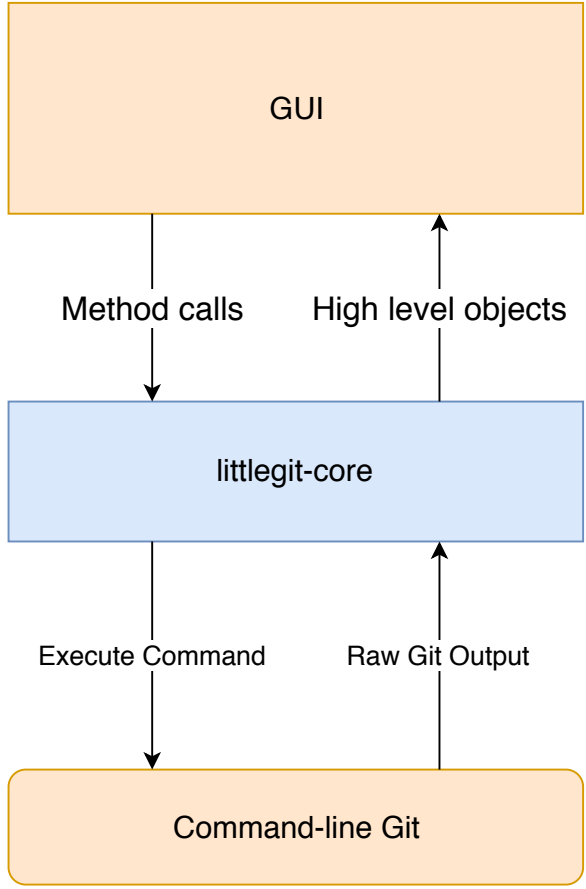 GUI
Method calls
High level objects
littlegit-core
Execute Command
Raw Git Output
Command-line Git